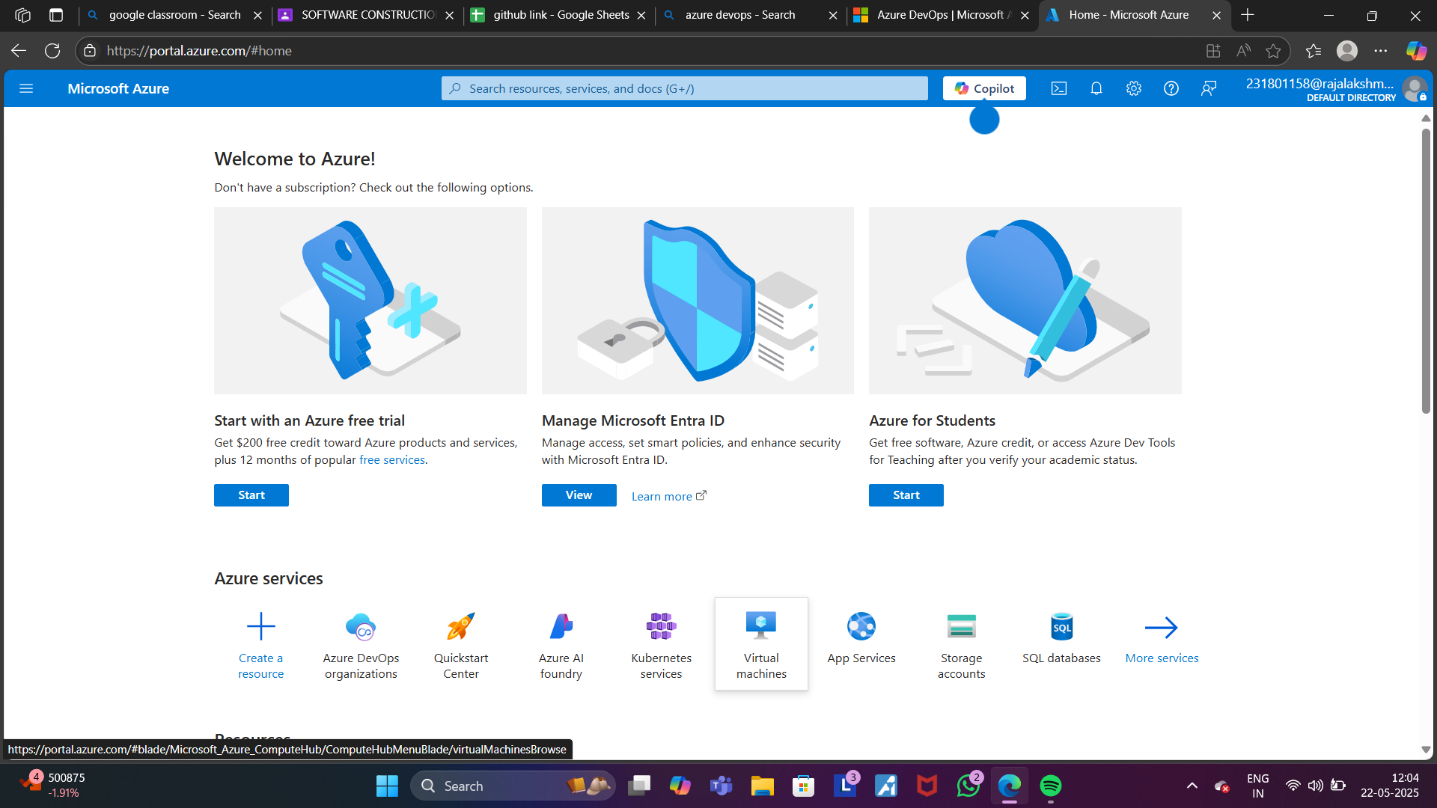 google classroom - Search
SOFTWARE CONSTRUCTIO
github link - Google Sheets
azure devops - Search
Azure DevOps | Microsoft A
Home - Microsoft Azure
https://portal.azure.com/#home
Microsoft Azure
Search resources, services, and docs (G+/)
Copilot
231801158@rajalakshm...
DEFAULT DIRECTORY
Welcome to Azure!
Don't have a subscription? Check out the following options.
Start with an Azure free trial
Get $200 free credit toward Azure products and services,
plus 12 months of popular free services.
Start
Manage Microsoft Entra ID
Manage access, set smart policies, and enhance security
with Microsoft Entra ID.
View
Learn more
Azure for Students
Get free software, Azure credit, or access Azure Dev Tools
for Teaching after you verify your academic status.
Start
Azure services
Create a
resource
Azure DevOps
organizations
Quickstart
Center
Azure AI
foundry
Kubernetes
services
Virtual
machines
App Services
Storage
accounts
SQL
SQL databases
More services
Resources
https://portal.azure.com/#blade/Microsoft_Azure_ComputeHub/ComputeHubMenuBlade/virtualMachinesBrowse
4
500875
-1.91%
Search
L
3
2
ENG
IN
12:04
22-05-2025